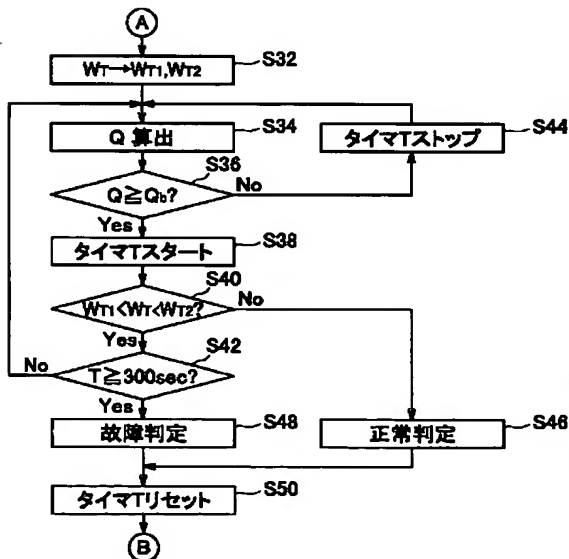 A
WT→WT1,WT2
S32
Q 算出
S34
タイマTストップ
S44
S36
Q≧Qb?
No
Yes
タイマTスタート
S38
S40
WT1<WT<WT2?
No
Yes
S42
No
T≧300sec?
Yes
故障判定
S48
正常判定
S46
タイマTリセット
S50
B